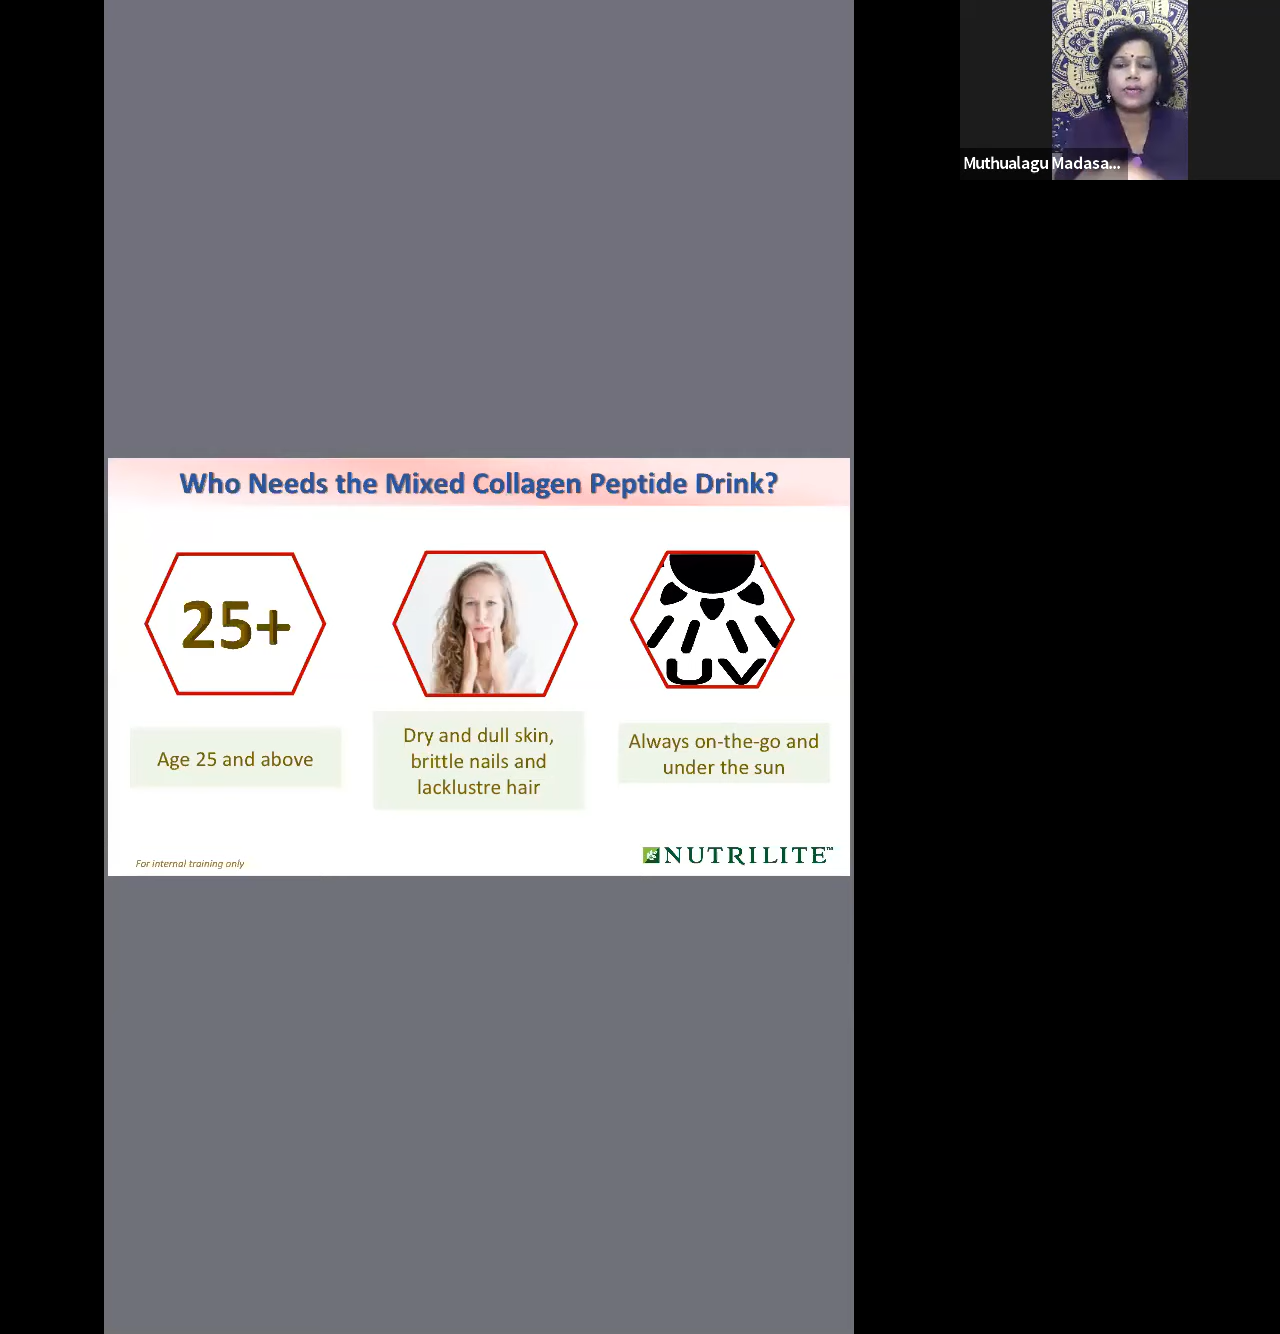 Muthualagu Madasa...
Who Needs the Mixed Collagen Peptide Drink?
25+
UV
Age 25 and above
Dry and dull skin,
brittle nails and
lacklustre hair
Always on-the-go and
under the sun
For internal training only
NUTRILITE™